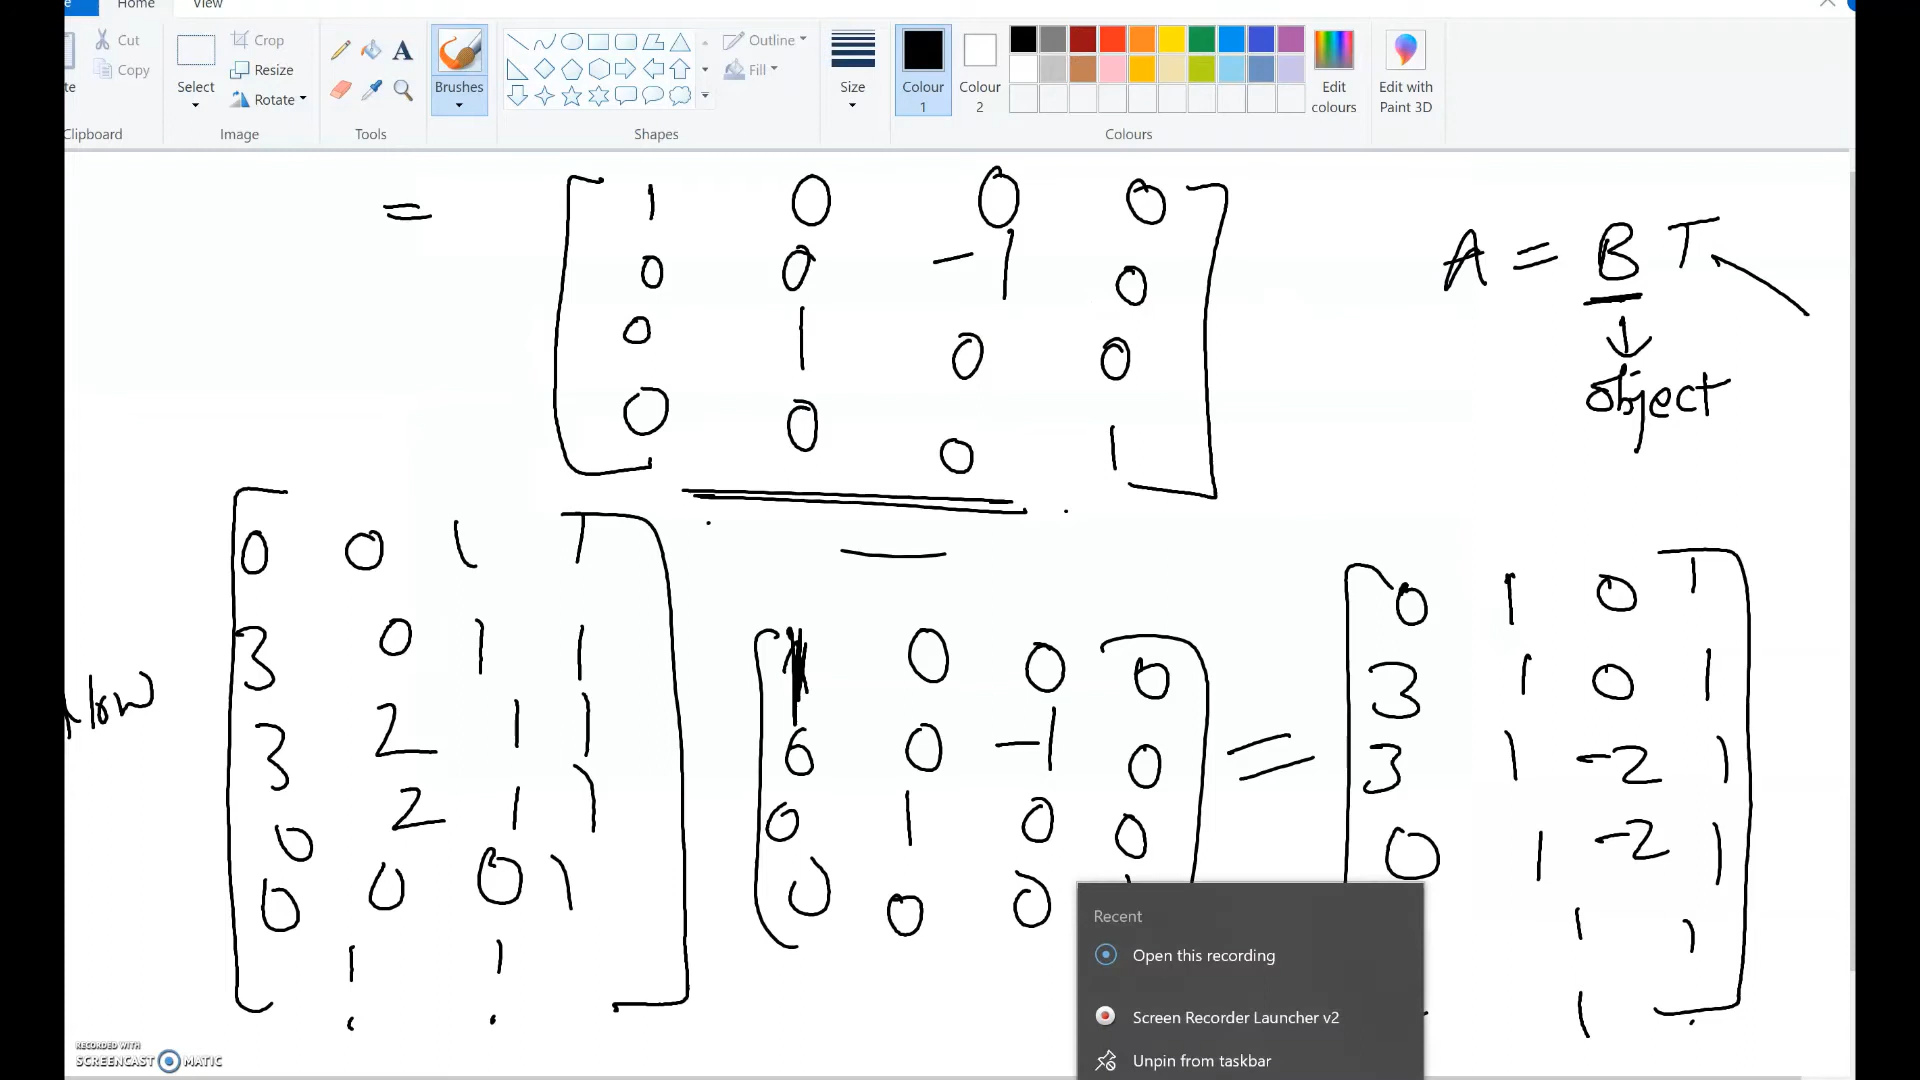 Home View
Cut
Copy
Clipboard
Select
Crop
Resize
Rotate
Image
Tools
Brushes
Outline
Fill
Shapes
Size
Colour 1
Colour 2
Colours
Edit colours
Edit with Paint 3D
= 1 0 0 0
0 0 -1 0
0 1 0 0
0 0 0 1
A = B T
object
0 0 1 1
3 0 1 1
3 2 1 1
0 2 1 1
0 0 0 1
1 0 0 0
0 0 -1 0
0 1 0 0
0 0 0
=
0 1 0 1
3 1 0 1
3 1 -2 1
0 1 -2 1
Recent
Open this recording
Screen Recorder Launcher v2
Unpin from taskbar
RECORDED WITH
SCREENCAST MATIC